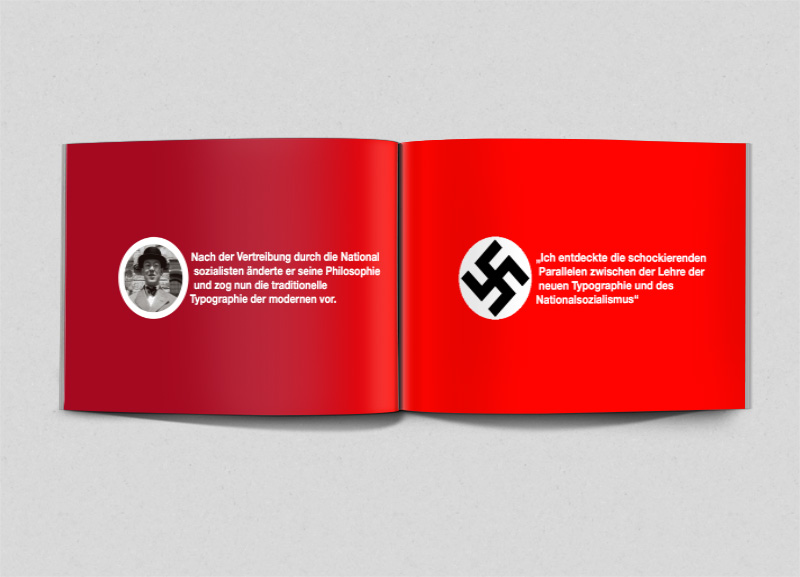 Nach der Vertreibung durch die National
sozialisten änderte er seine Philosophie
und zog nun die traditionelle
Typographie der modernen vor.
„Ich entdeckte die schockierenden
Parallelen zwischen der Lehre der
neuen Typographie und des
Nationalsozialismus“